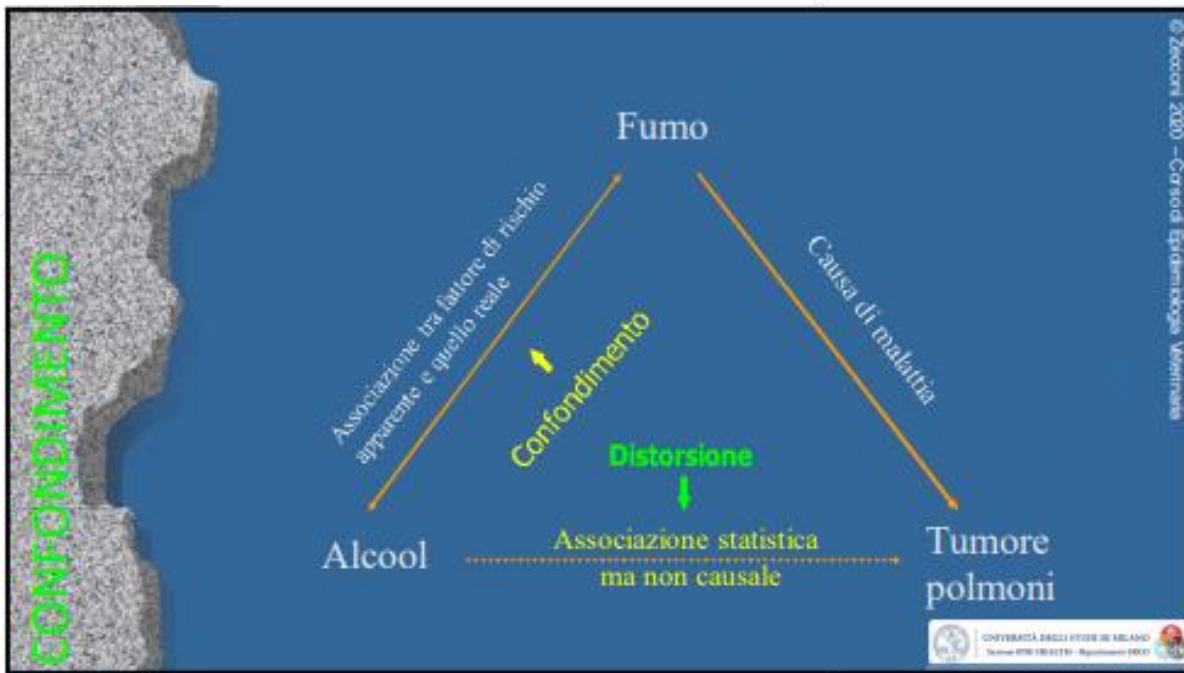 CONFONDIMENTO
Fumo
Associazione tra fattore di rischio
apparente e quello reale
Confondimento
Causa di malattia
Distorsione
Alcool
Associazione statistica
ma non causale
Tumore
polmoni
© Zecconi 2020 – Corso di Epidemiologia Veterinaria
UNIVERSITÀ DEGLI STUDI DI MILANO